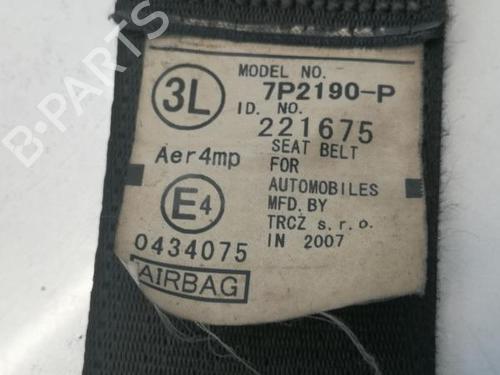 MODEL NO.
3L
7P2190-P
ID. NO.
221675
Aer4mp
SEAT BELT
FOR
AUTOMOBILES
E4
MFD. BY
TRCZ s.r.o.
0434075
IN 2007
AIRBAG
B-PARTS